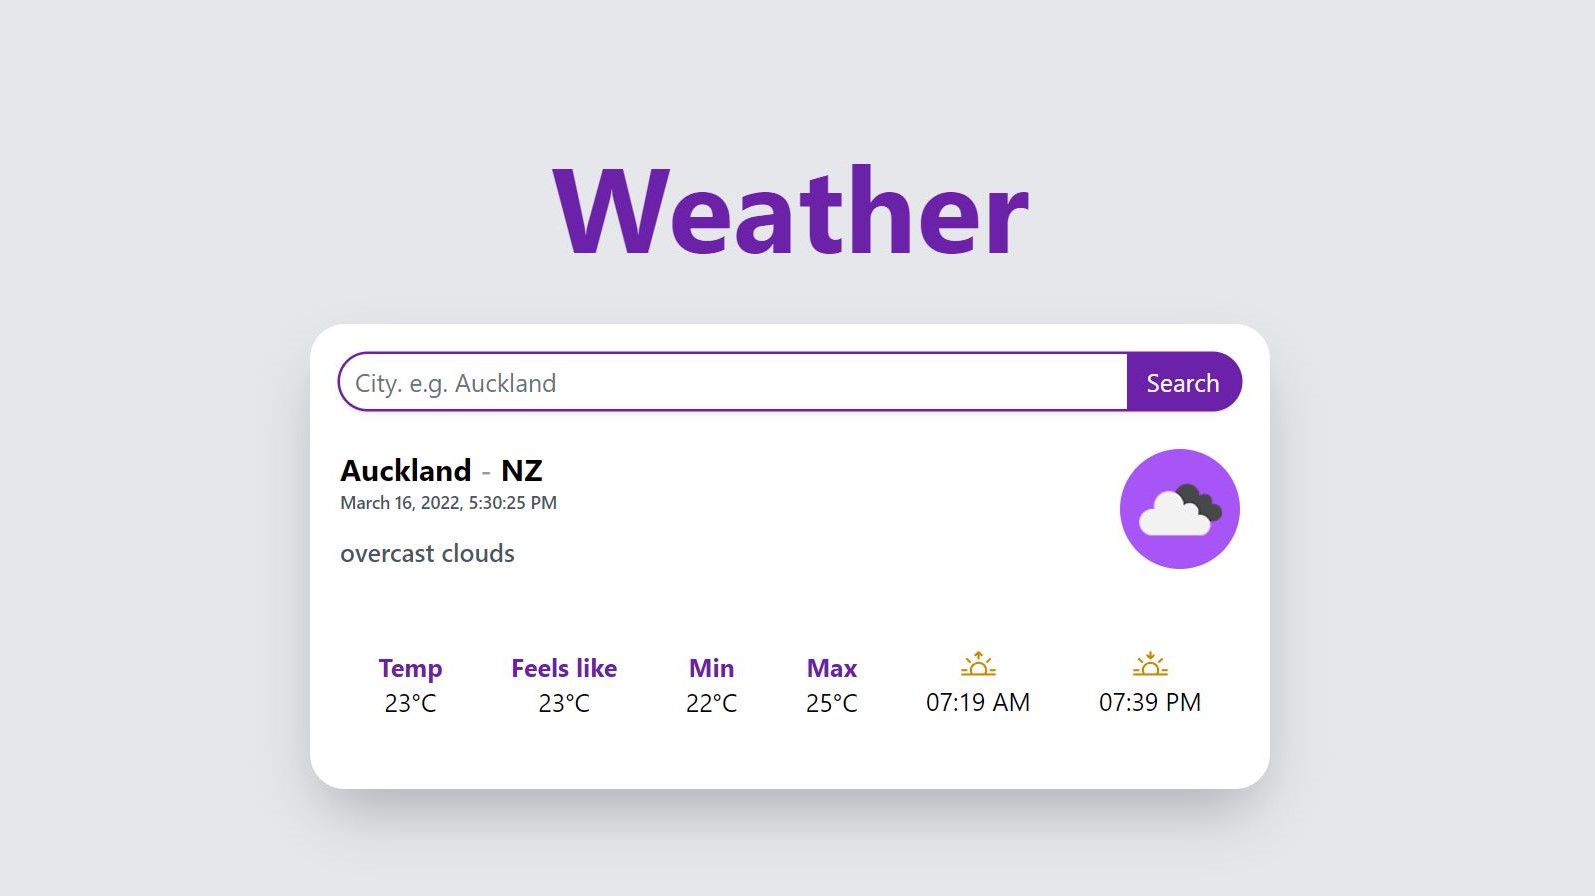 Weather
City. e.g. Auckland
Search
Auckland - NZ
March 16, 2022, 5:30:25 PM
overcast clouds
Temp Feels like Min Max
23°C 23°C 22°C 25°C 07:19 AM 07:39 PM